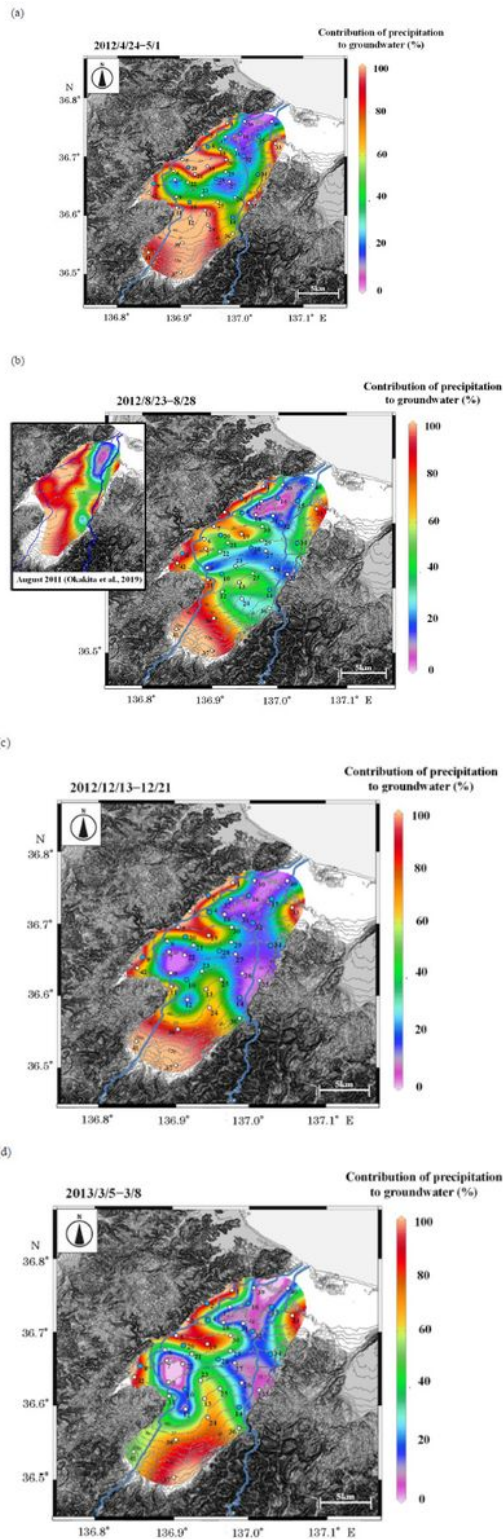 (a)
2012/4/24−5/1
Contribution of precipitation
to groundwater (%)
N
100
80
60
40
20
0
36.8°
36.7°
36.6°
36.5°
5km
136.8° 136.9° 137.0° 137.1° E
(b)
2012/8/23−8/28
Contribution of precipitation
to groundwater (%)
100
80
60
40
20
0
August 2011 (Okakita et al., 2019)
36.5°
5km
136.8° 136.9° 137.0° 137.1°
(c)
2012/12/13−12/21
Contribution of precipitation
to groundwater (%)
N
N
100
80
60
40
20
0
36.8°
36.7°
36.6°
36.5°
5km
136.8° 136.9° 137.0° 137.1°
d)
2013/3/5−3/8
Contribution of precipitation
to groundwater (%)
N
N
100
80
60
40
20
0
36.8°
36.7°
36.6°
36.5°
5km
136.8° 136.9° 137.0° 137.1°